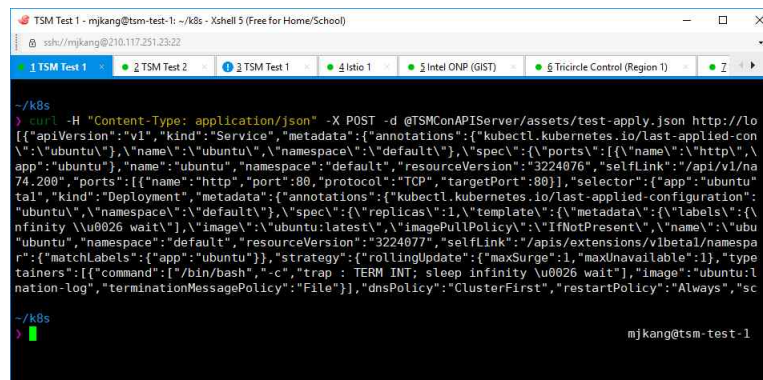 TSM Test 1 - mjkang@tsm-test-1: ~/k8s - Xshell 5 (Free for Home/School)
ssh://mjkang@210.117.251.23:22
1 TSM Test 1 × 2 TSM Test 2 × 3 TSM Test 1 × 4 Istio 1 × 5 Intel ONP (GIST) × 6 Tricircle Control (Region 1) × 7
~/k8s
❯ curl -H "Content-Type: application/json" -X POST -d @TSMConAPIServer/assets/test-apply.json http://lo
[{"apiVersion":"v1","kind":"Service","metadata":{"annotations":{"kubectl.kubernetes.io/last-applied-con
\":\"ubuntu\"},\"name\":\"ubuntu\",\"namespace\":\"default\"},\"spec\":{\"ports\":[{\"name\":\"http\",\
app":"ubuntu"},"name":"ubuntu","namespace":"default","resourceVersion":"3224076","selfLink":"/api/v1/na
74.200","ports":[{"name":"http","port":80,"protocol":"TCP","targetPort":80}],"selector":{"app":"ubuntu"
ta1","kind":"Deployment","metadata":{"annotations":{"kubectl.kubernetes.io/last-applied-configuration":
"ubuntu\",\"namespace\":\"default\"},\"spec\":{\"replicas\":1,\"template\":{\"metadata\":{\"labels\":{\
nfinity \\u0026 wait\"],\"image\":\"ubuntu:latest\",\"imagePullPolicy\":\"IfNotPresent\",\"name\":\"ubu
"ubuntu","namespace":"default","resourceVersion":"3224077","selfLink":"/apis/extensions/v1beta1/namespa
r":{"matchLabels":{"app":"ubuntu"}},"strategy":{"rollingUpdate":{"maxSurge":1,"maxUnavailable":1},"type
tainers":[{"command":["/bin/bash","-c","trap : TERM INT; sleep infinity \u0026 wait"],"image":"ubuntu:l
nation-log","terminationMessagePolicy":"File"}],"dnsPolicy":"ClusterFirst","restartPolicy":"Always","sc
~/k8s
❯ mjkang@tsm-test-1